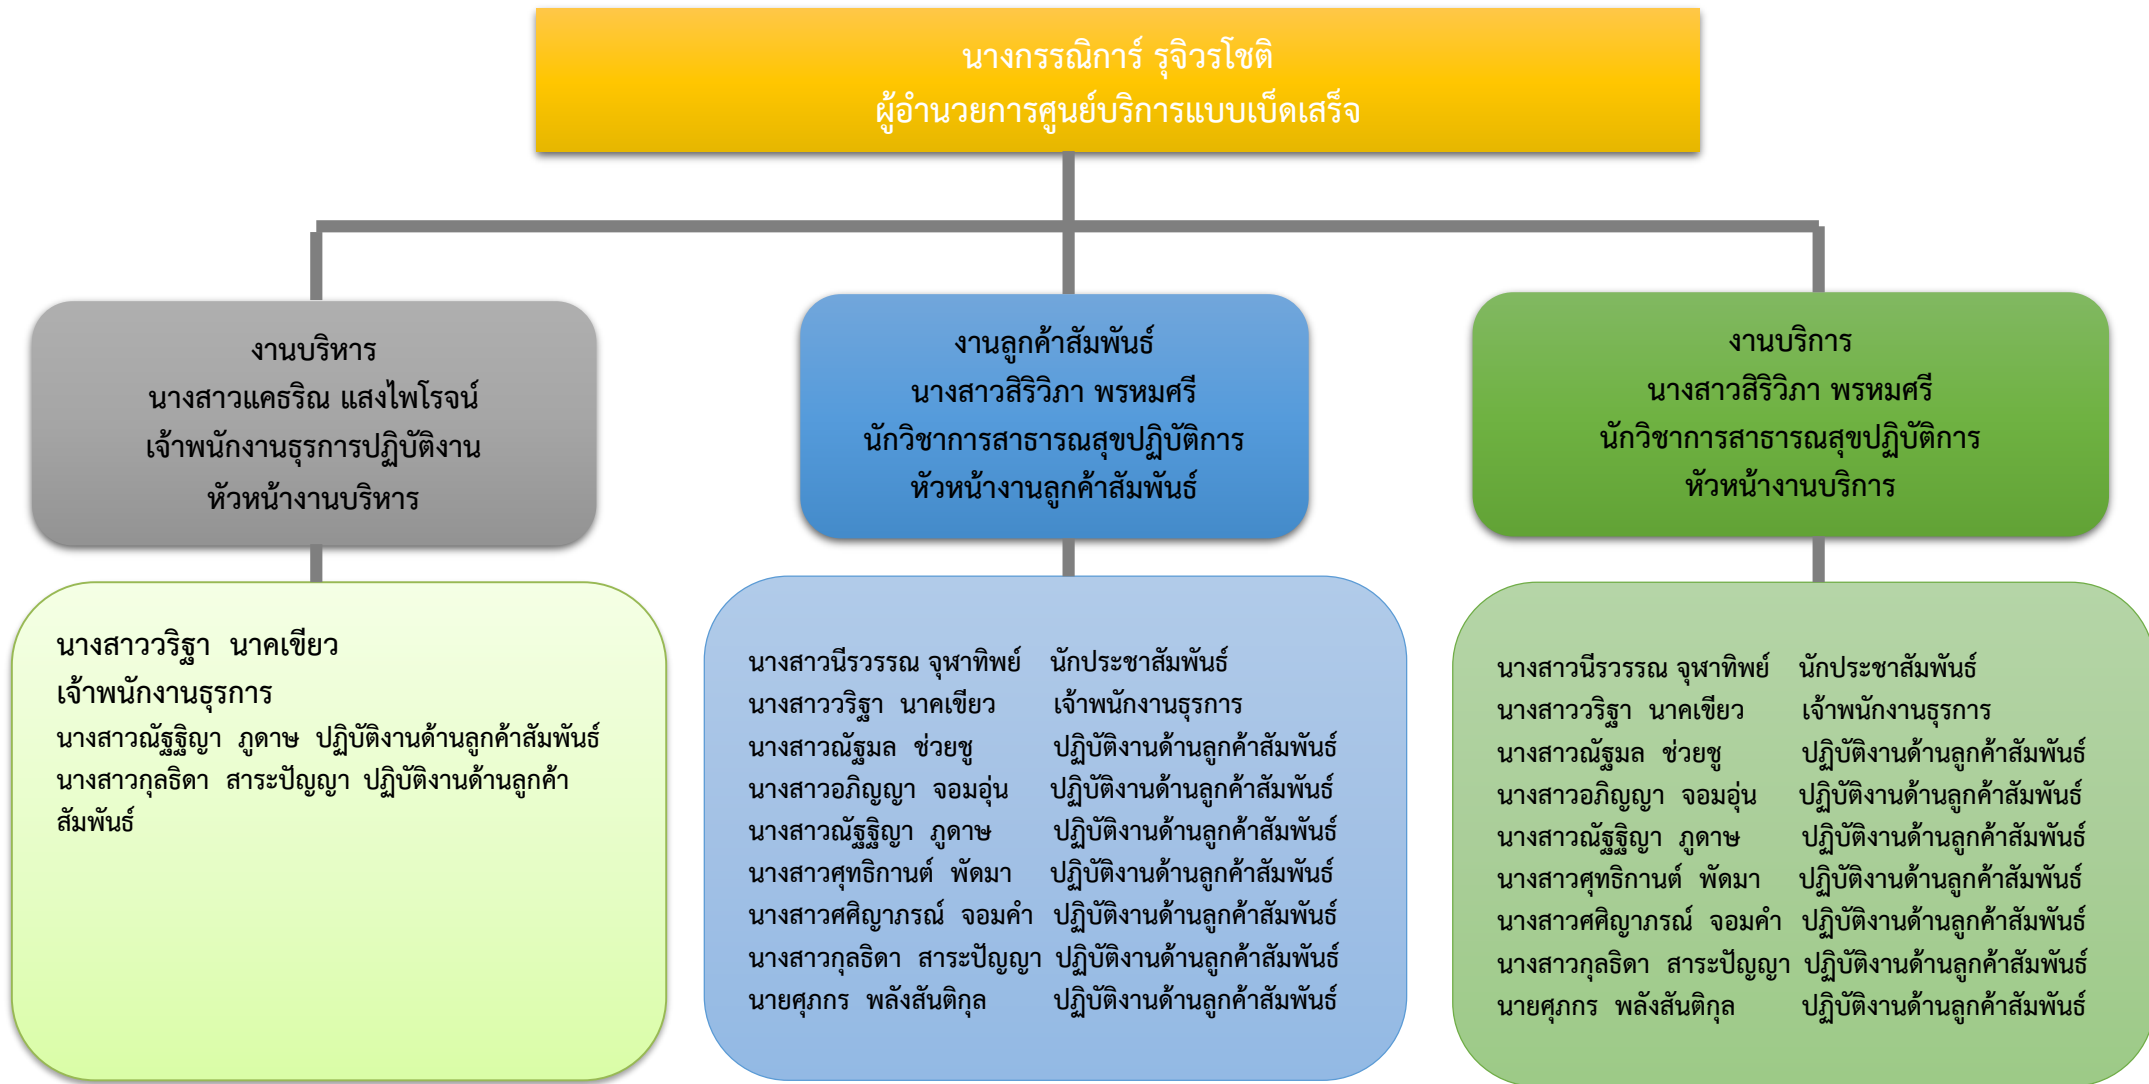 นางกรรณิการ์ รุจิวรโชติ
ผู้อำนวยการศูนย์บริการแบบเบ็ดเสร็จ
งานบริหาร
นางสาวแคธริณ แสงไพโรจน์
เจ้าพนักงานธุรการปฏิบัติงาน
หัวหน้างานบริหาร
งานลูกค้าสัมพันธ์
นางสาวสิริวิภา พรหมศรี
นักวิชาการสาธารณสุขปฏิบัติการ
หัวหน้างานลูกค้าสัมพันธ์
งานบริการ
นางสาวสิริวิภา พรหมศรี
นักวิชาการสาธารณสุขปฏิบัติการ
หัวหน้างานบริการ
นางสาววริฐา นาคเขียว
เจ้าพนักงานธุรการ
นางสาวณัฐฐิญา ภูดาษ ปฏิบัติงานด้านลูกค้าสัมพันธ์
นางสาวกุลธิดา สาระปัญญา ปฏิบัติงานด้านลูกค้า
สัมพันธ์
นางสาวนีรวรรณ จุฬาทิพย์ นักประชาสัมพันธ์
นางสาววริฐา นาคเขียว เจ้าพนักงานธุรการ
นางสาวณัฐมล ช่วยชู ปฏิบัติงานด้านลูกค้าสัมพันธ์
นางสาวอภิญญา จอมอุ่น ปฏิบัติงานด้านลูกค้าสัมพันธ์
นางสาวณัฐฐิญา ภูดาษ ปฏิบัติงานด้านลูกค้าสัมพันธ์
นางสาวศุทธิกานต์ พัดมา ปฏิบัติงานด้านลูกค้าสัมพันธ์
นางสาวศศิญาภรณ์ จอมคำ ปฏิบัติงานด้านลูกค้าสัมพันธ์
นางสาวกุลธิดา สาระปัญญา ปฏิบัติงานด้านลูกค้าสัมพันธ์
นายศุภกร พลังสันติกุล ปฏิบัติงานด้านลูกค้าสัมพันธ์
นางสาวนีรวรรณ จุฬาทิพย์ นักประชาสัมพันธ์
นางสาววริฐา นาคเขียว เจ้าพนักงานธุรการ
นางสาวณัฐมล ช่วยชู ปฏิบัติงานด้านลูกค้าสัมพันธ์
นางสาวอภิญญา จอมอุ่น ปฏิบัติงานด้านลูกค้าสัมพันธ์
นางสาวณัฐฐิญา ภูดาษ ปฏิบัติงานด้านลูกค้าสัมพันธ์
นางสาวศุทธิกานต์ พัดมา ปฏิบัติงานด้านลูกค้าสัมพันธ์
นางสาวศศิญาภรณ์ จอมคำ ปฏิบัติงานด้านลูกค้าสัมพันธ์
นางสาวกุลธิดา สาระปัญญา ปฏิบัติงานด้านลูกค้าสัมพันธ์
นายศุภกร พลังสันติกุล ปฏิบัติงานด้านลูกค้าสัมพันธ์